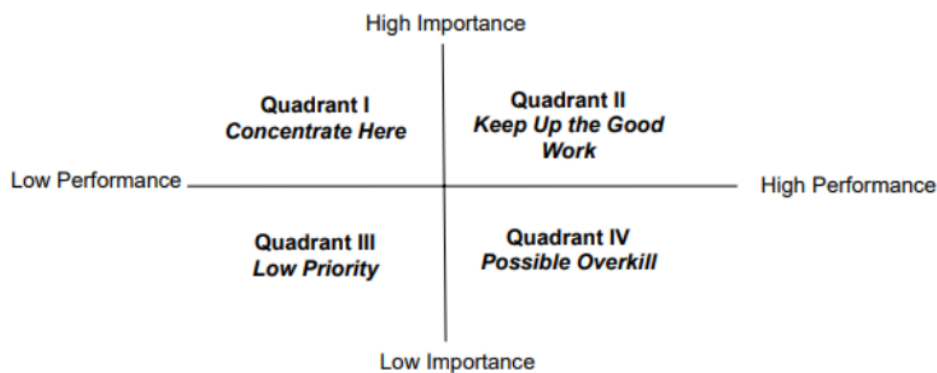 High Importance
Quadrant I
Concentrate Here
Quadrant II
Keep Up the Good
Work
Low Performance
High Performance
Quadrant III
Low Priority
Quadrant IV
Possible Overkill
Low Importance